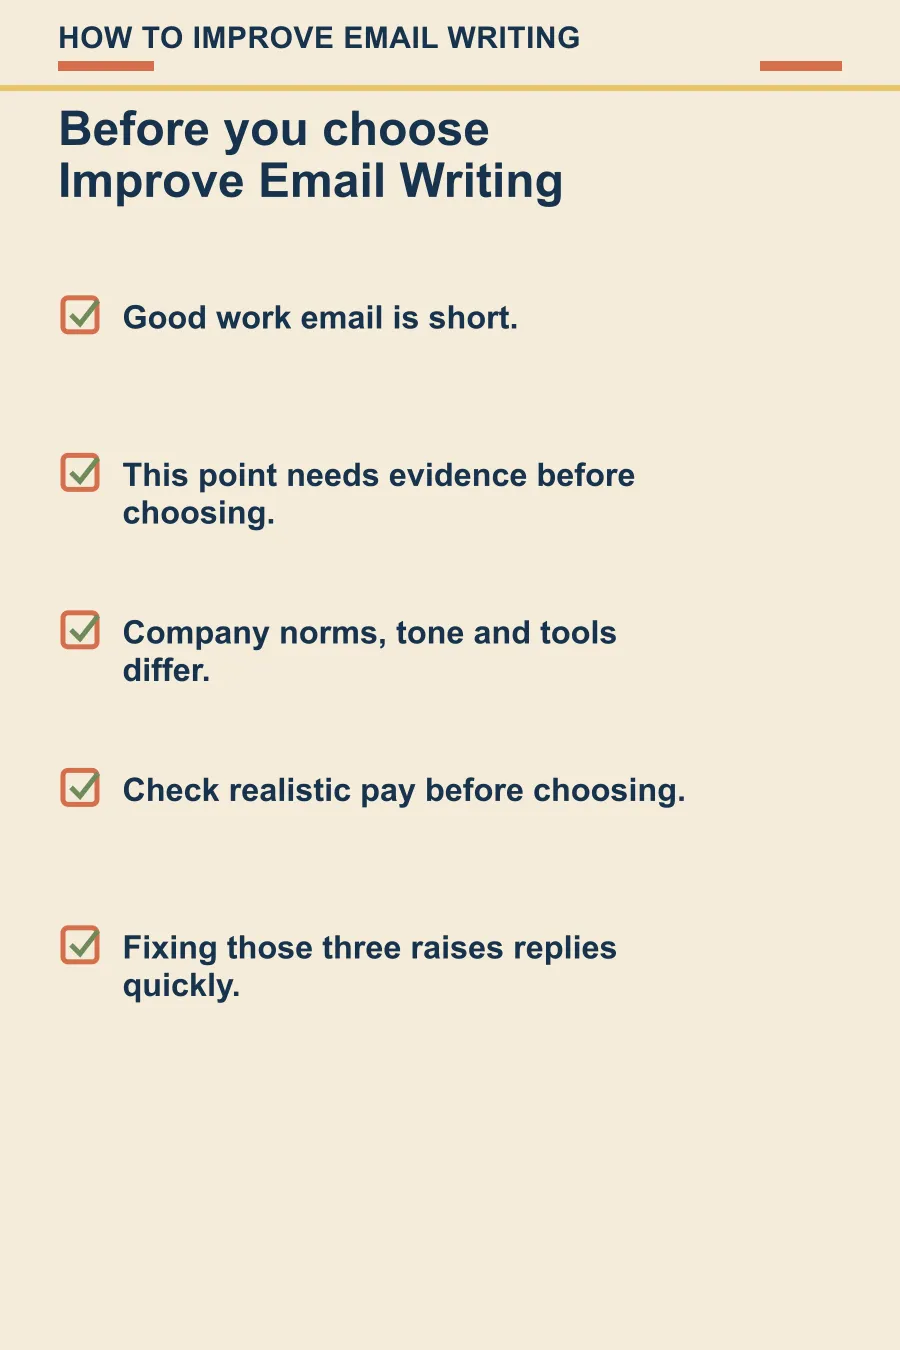 HOW TO IMPROVE EMAIL WRITING
Before you choose
Improve Email Writing
Good work email is short.
This point needs evidence before
choosing.
Company norms, tone and tools
differ.
Check realistic pay before choosing.
Fixing those three raises replies
quickly.